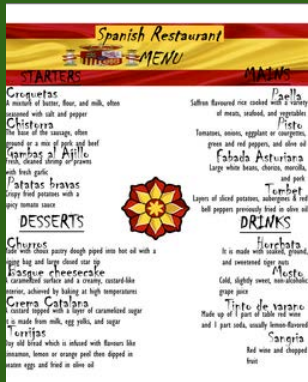 Spanish Restaurant
MENU
STARTERS
Croquetas
A mixture of butter, flour, and milk, often
seasoned with salt and pepper
Chistorra
The base of the sausage, often
ground or a mix of pork and beef
Gambas al Ajillo
fresh, cleaned shrimp or prawns
with fresh garlic
Patatas bravas
Crispy fried potatoes with a
spicy tomato sauce
DESSERTS
Churros
Made with choux pastry dough piped into hot oil with a
piping bag and large closed star tip
Basque cheesecake
A caramelized surface and a creamy, custard-like
interior, achieved by baking at high temperatures
Crema Catalana
A custard topped with a layer of caramelized sugar
It is made from milk, egg yolks, and sugar
Torrijas
Day old bread which is infused with flavours like
cinnamon, lemon or orange peel then dipped in
beaten eggs and fried in olive oil
MAINS
Paella
Saffron flavoured rice cooked with a variety
of meats, seafood, and vegetables
Pisto
Tomatoes, onions, eggplant or courgettes,
green and red peppers, and olive oil
Fabada Asturiana
Large white beans, chorizo, morcilla,
and pork
Tombet
Layers of sliced potatoes, aubergines & red
bell peppers previously fried in olive oil
DRINKS
Horchata
It is made with soaked, ground,
and sweetened tiger nuts
Mosto
Cold, slightly sweet, non-alcoholic
grape juice
Tinto de varano
Made up of 1 part of table red wine
and 1 part soda, usually lemon-flavored
Sangria
Red wine and chopped
fruit